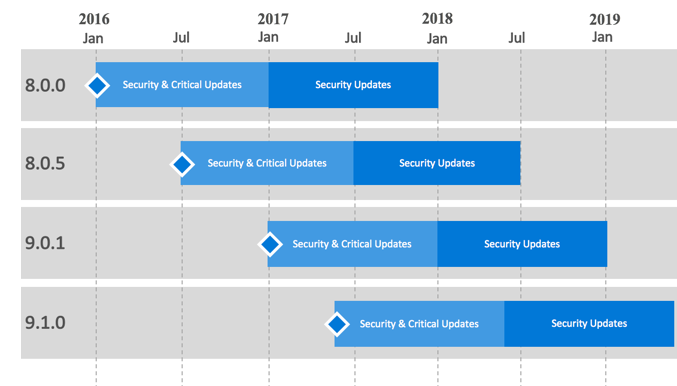 2016 2017 2018 2019
Jan Jul Jan Jul Jan Jul Jan
8.0.0 Security & Critical Updates Security Updates
8.0.5 Security & Critical Updates Security Updates
9.0.1 Security & Critical Updates Security Updates
9.1.0 Security & Critical Updates Security Updates